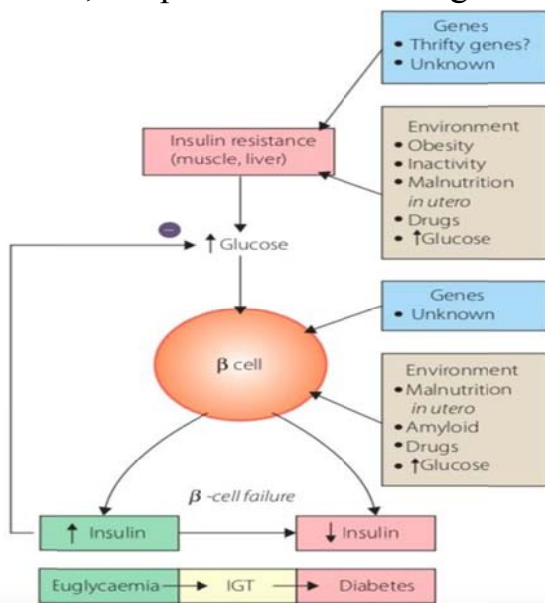 Genes
• Thrifty genes?
• Unknown
Insulin resistance
(muscle, liver)
Environment
• Obesity
• Inactivity
• Malnutrition
in utero
• Drugs
• ↑Glucose
−
↑ Glucose
Genes
• Unknown
β cell
Environment
• Malnutrition
in utero
• Amyloid
• Drugs
• ↑Glucose
β -cell failure
↑ Insulin
↓ Insulin
Euglycaemia → IGT → Diabetes